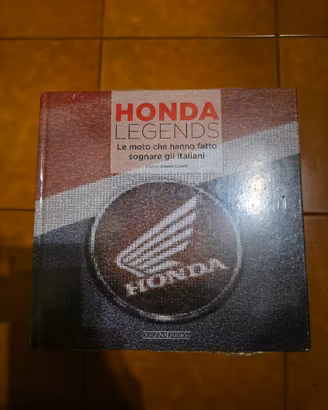 HONDA
LEGENDS
Le moto che hanno fatto
sognare gli italiani
HONDA